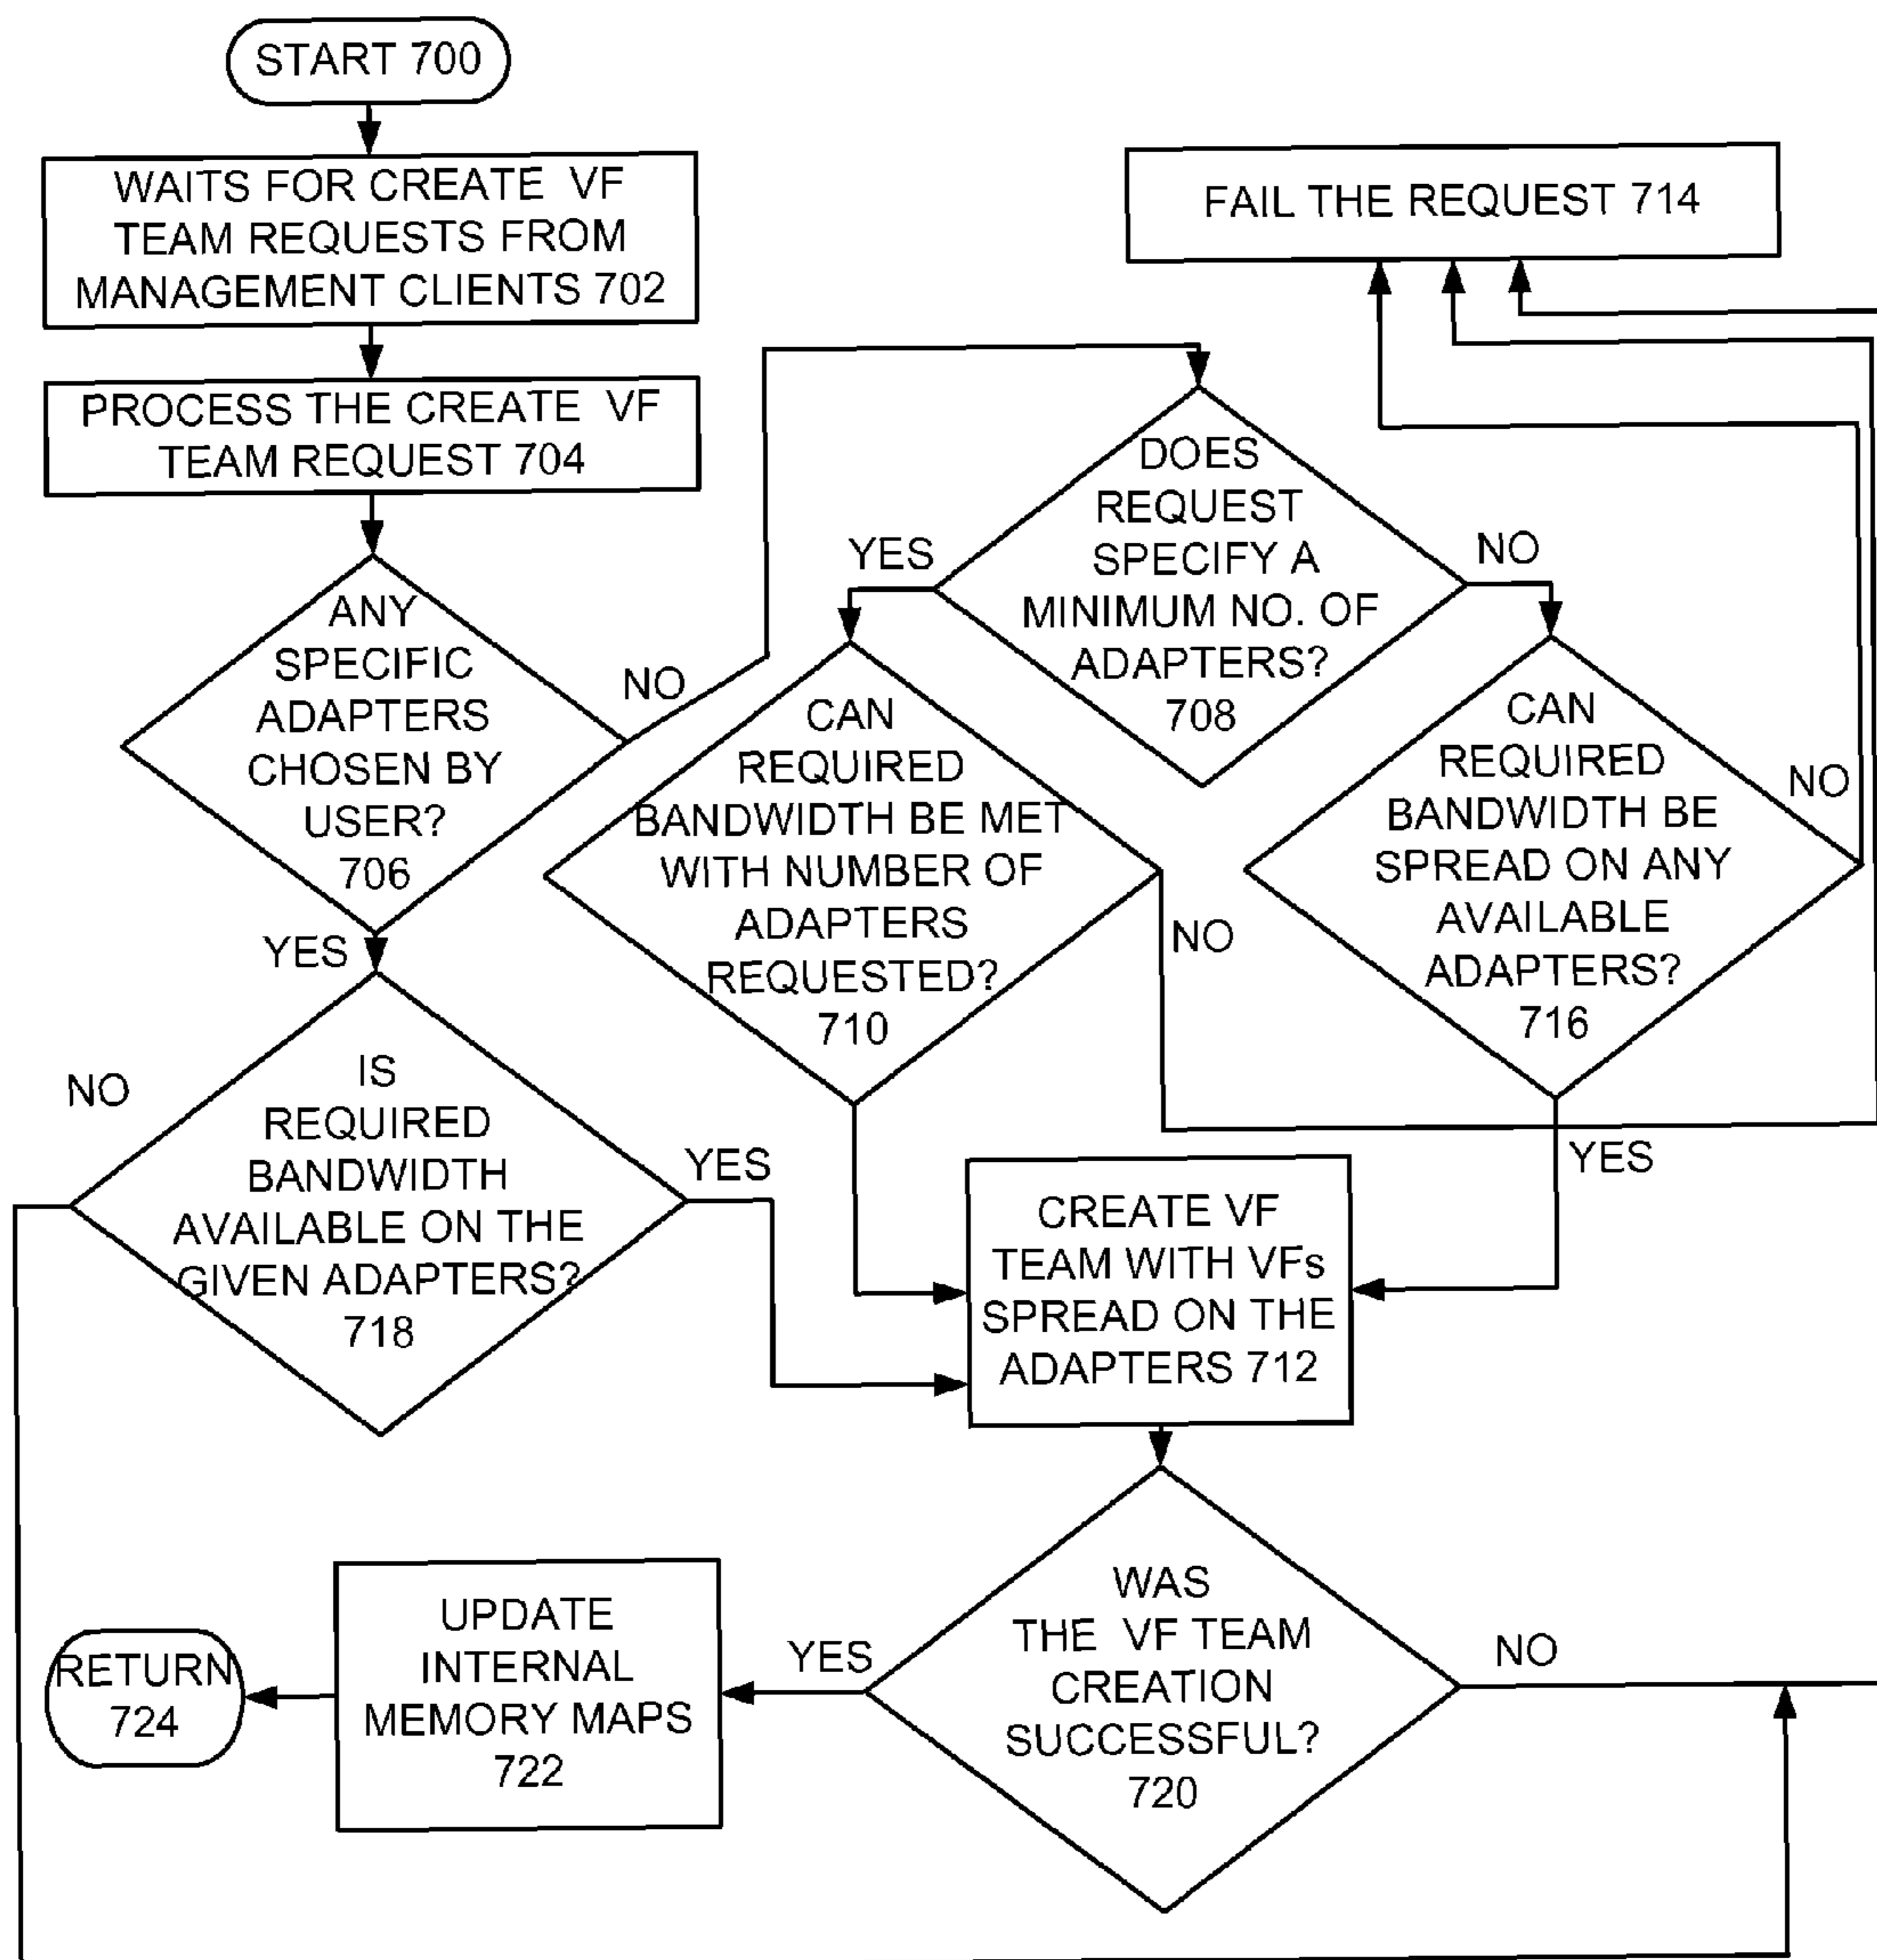 START 700
WAITS FOR CREATE VF
TEAM REQUESTS FROM
MANAGEMENT CLIENTS 702
FAIL THE REQUEST 714
PROCESS THE CREATE VF
TEAM REQUEST 704
ANY
SPECIFIC
ADAPTERS
CHOSEN BY
USER?
706
NO
YES
DOES
REQUEST
SPECIFY A
MINIMUM NO. OF
ADAPTERS?
708
YES
NO
CAN
REQUIRED
BANDWIDTH BE MET
WITH NUMBER OF
ADAPTERS
REQUESTED?
710
NO
CAN
REQUIRED
BANDWIDTH BE
SPREAD ON ANY
AVAILABLE
ADAPTERS?
716
NO
YES
IS
REQUIRED
BANDWIDTH
AVAILABLE ON THE
GIVEN ADAPTERS?
718
NO
YES
CREATE VF
TEAM WITH VFs
SPREAD ON THE
ADAPTERS 712
WAS
THE VF TEAM
CREATION
SUCCESSFUL?
720
YES
NO
UPDATE
INTERNAL
MEMORY MAPS
722
RETURN
724